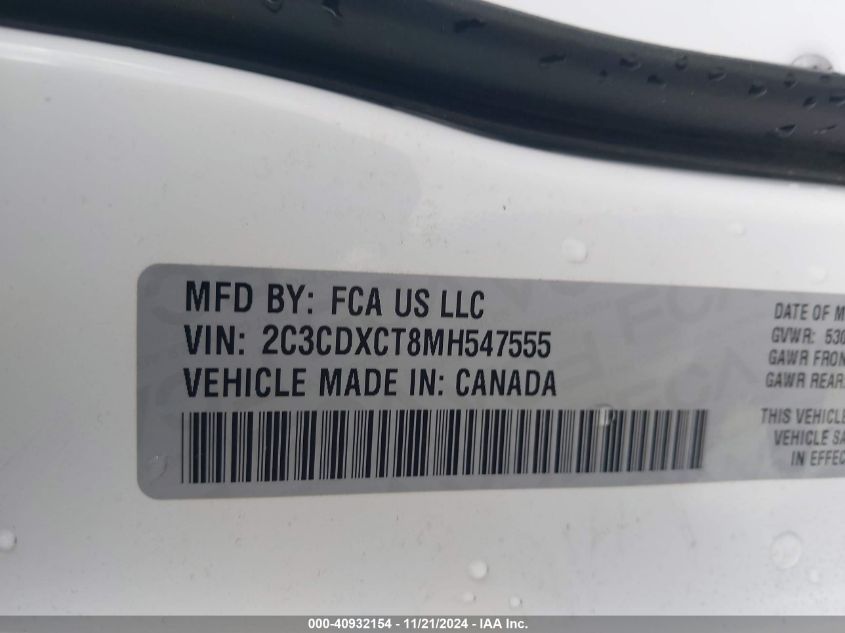 MFD BY: FCA US LLC
VIN: 2C3CDXCT8MH547555
VEHICLE MADE IN: CANADA
DATE OF M
GVWR: 530
GAWR FRON
GAWR REAR
THIS VEHICLE
VEHICLE SA
IN EFFEC
000-40932154 - 11/21/2024 - IAA Inc.